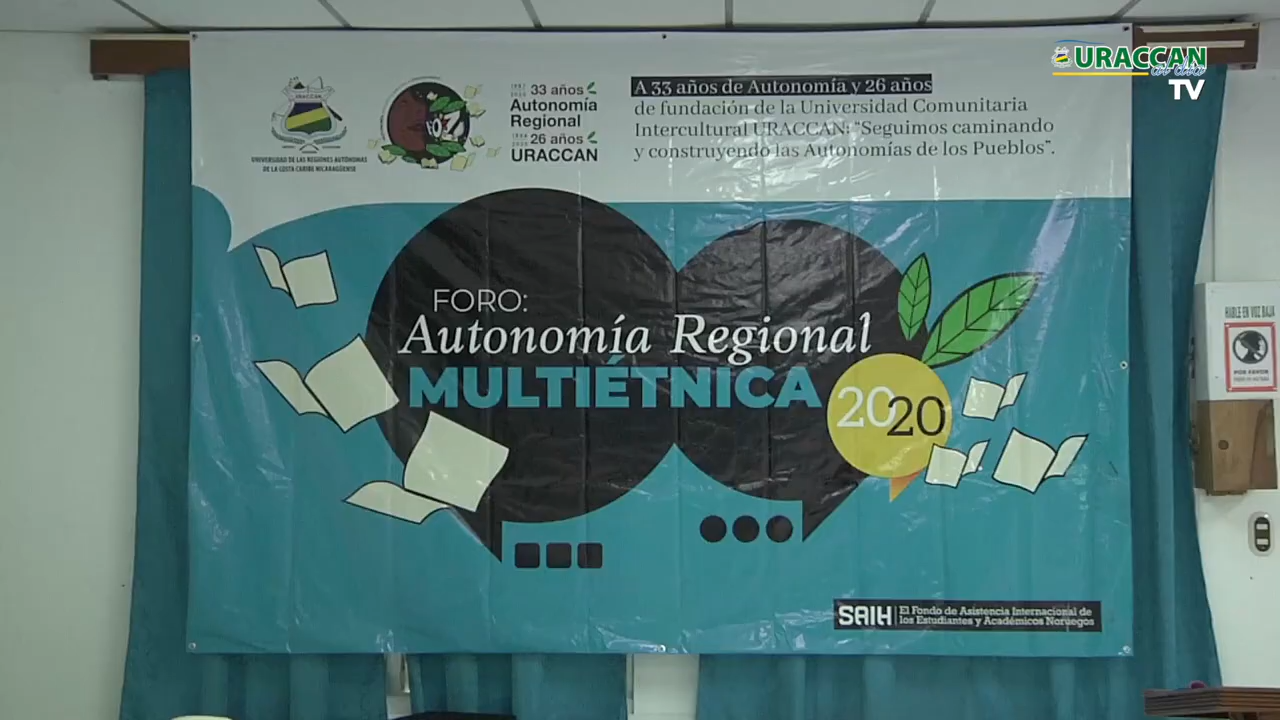 URACCAN
TV
URACCAN
UNIVERSIDAD DE LAS REGIONES AUTÓNOMAS
DE LA COSTA CARIBE NICARAGÜENSE
33 años
Autonomía
Regional
26 años
URACCAN
A 33 años de Autonomía y 26 años
de fundación de la Universidad Comunitaria
Intercultural URACCAN: "Seguimos caminando
y construyendo las Autonomías de los Pueblos".
FORO:
Autonomía Regional
MULTIÉTNICA
2020
HABLE EN VOZ BAJA
POR FAVOR
SAIH
El Fondo de Asistencia Internacional de
los Estudiantes y Académicos Noruegos